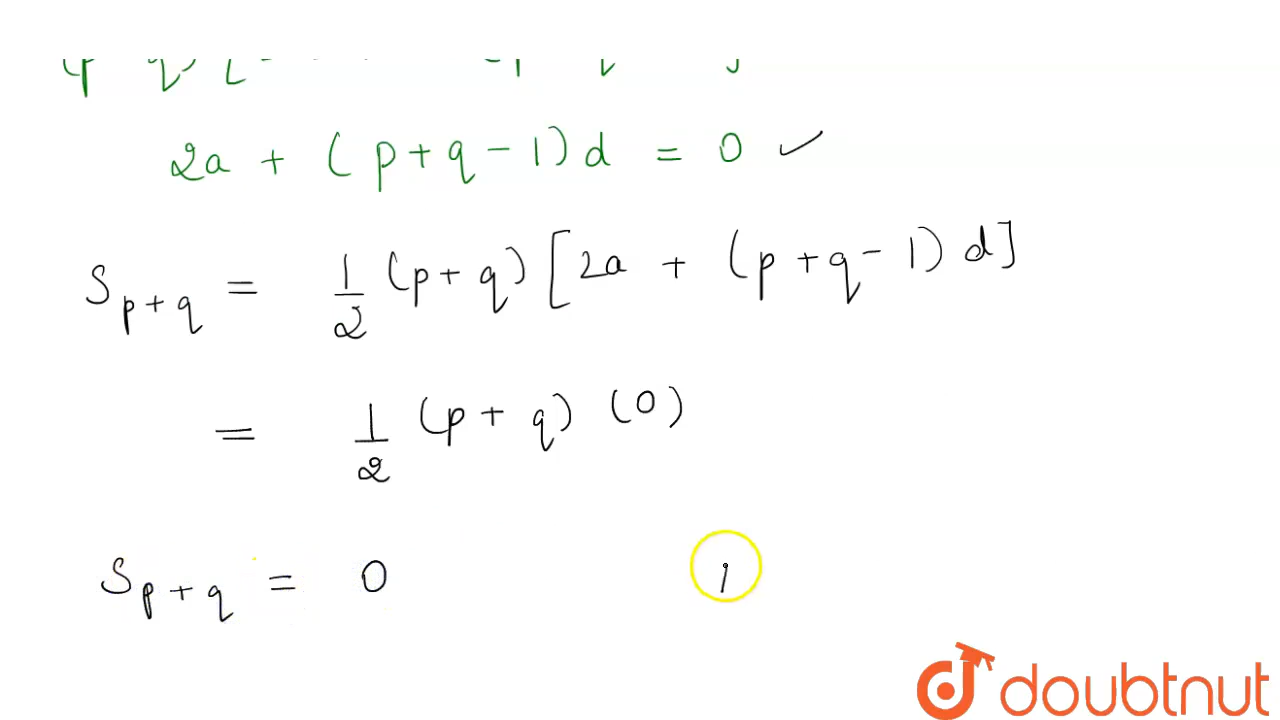 2a + (p+q-1)d = 0 ✓
S_{p+q} = 1/2 (p+q) [2a + (p+q-1) d]
= 1/2 (p+q) (0)
S_{p+q} = 0
doubtnut